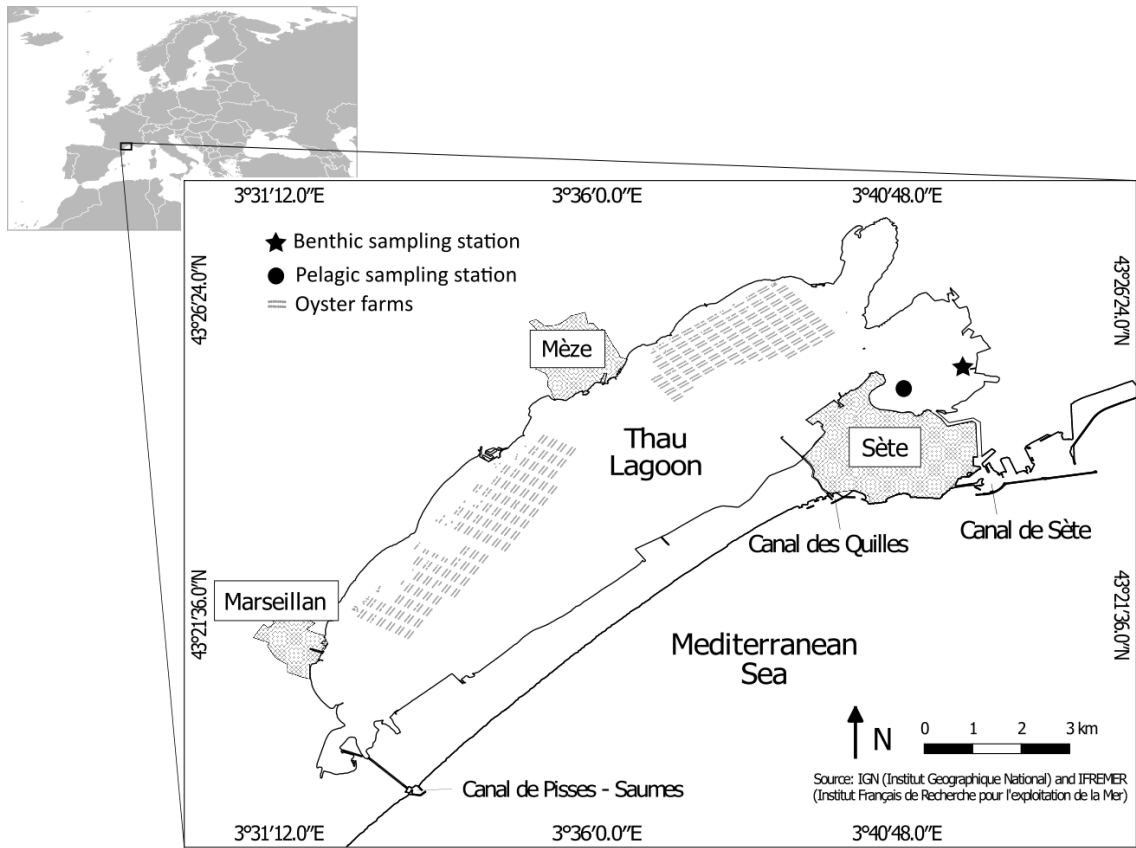 3°31'12.0"E
3°36'0.0"E
3°40'48.0"E
Benthic sampling station
Pelagic sampling station
Oyster farms
43°26'24.0"N
43°26'24.0"N
Mèze
Thau
Lagoon
Sète
Canal des Quilles
Canal de Sète
43°21'36.0"N
43°21'36.0"N
Marseillan
Mediterranean
Sea
N
0 1 2 3 km
Source: IGN (Institut Geographique National) and IFREMER
(Institut Français de Recherche pour l'exploitation de la Mer)
Canal de Pisses - Saumes
3°31'12.0"E
3°36'0.0"E
3°40'48.0"E